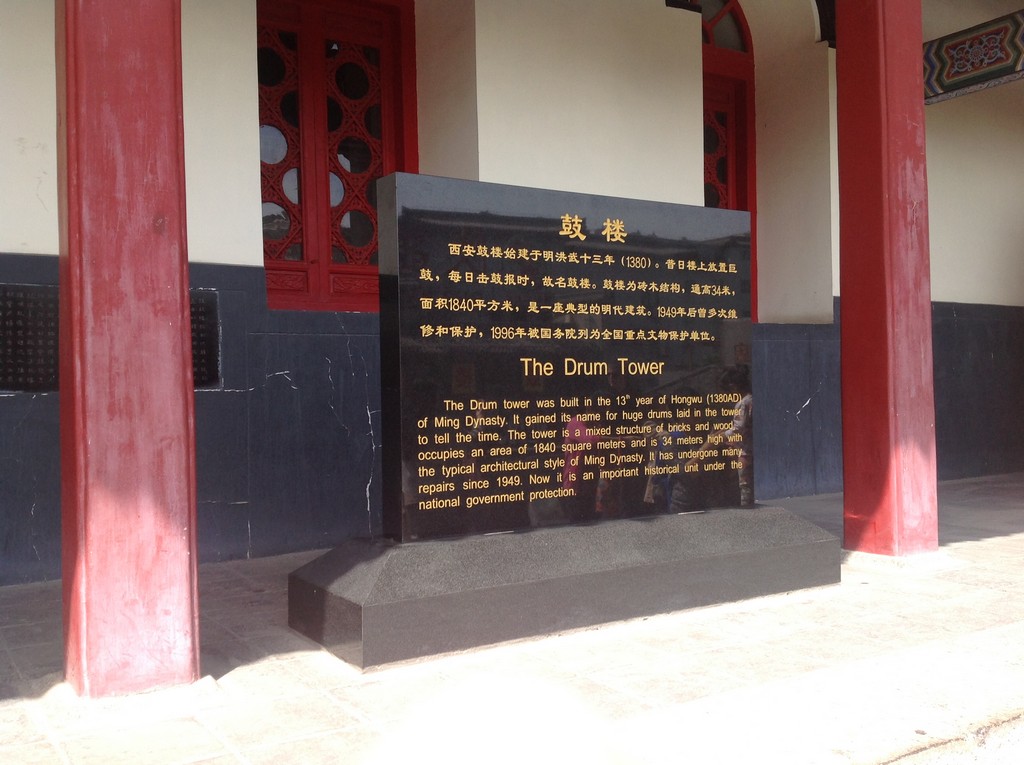 鼓 楼
西安鼓楼始建于明洪武十三年（1380）。昔日楼上放置巨
鼓，每日击鼓报时，故名鼓楼。鼓楼为砖木结构，通高34米，
面积1840平方米，是一座典型的明代建筑。1949年后曾多次维
修和保护，1996年被国务院列为全国重点文物保护单位。
The Drum Tower
The Drum tower was built in the 13th year of Hongwu (1380AD)
of Ming Dynasty. It gained its name for huge drums laid in the tower
to tell the time. The tower is a mixed structure of bricks and wood,
occupies an area of 1840 square meters and is 34 meters high with
the typical architectural style of Ming Dynasty. It has undergone many
repairs since 1949. Now it is an important historical unit under the
national government protection.